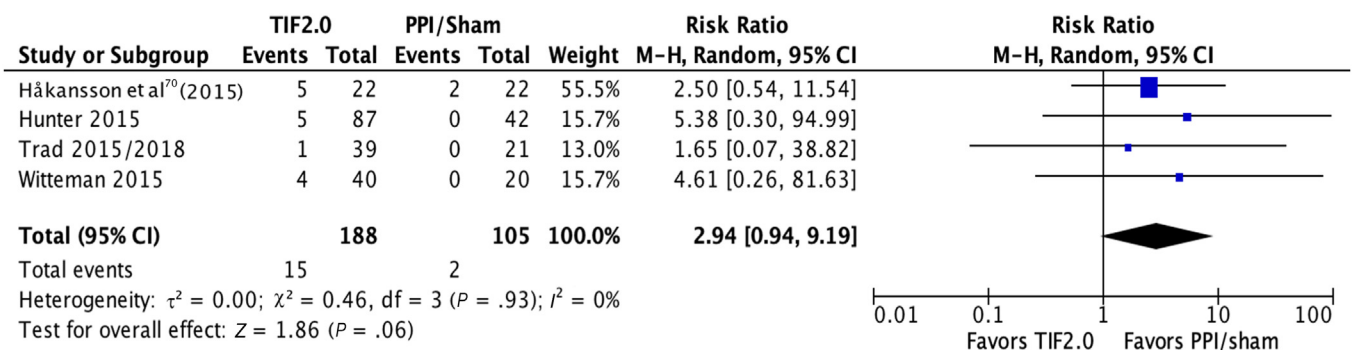 TIF2.0 PPI/Sham Risk Ratio Risk Ratio
Study or Subgroup Events Total Events Total Weight M-H, Random, 95% CI M-H, Random, 95% CI
Håkansson et al⁷⁰ (2015) 5 22 2 22 55.5% 2.50 [0.54, 11.54]
Hunter 2015 5 87 0 42 15.7% 5.38 [0.30, 94.99]
Trad 2015/2018 1 39 0 21 13.0% 1.65 [0.07, 38.82]
Witteman 2015 4 40 0 20 15.7% 4.61 [0.26, 81.63]
Total (95% CI) 188 105 100.0% 2.94 [0.94, 9.19]
Total events 15 2
Heterogeneity: τ² = 0.00; χ² = 0.46, df = 3 (P = .93); I² = 0%
Test for overall effect: Z = 1.86 (P = .06)
0.01 0.1 1 10 100
Favors TIF2.0 Favors PPI/sham